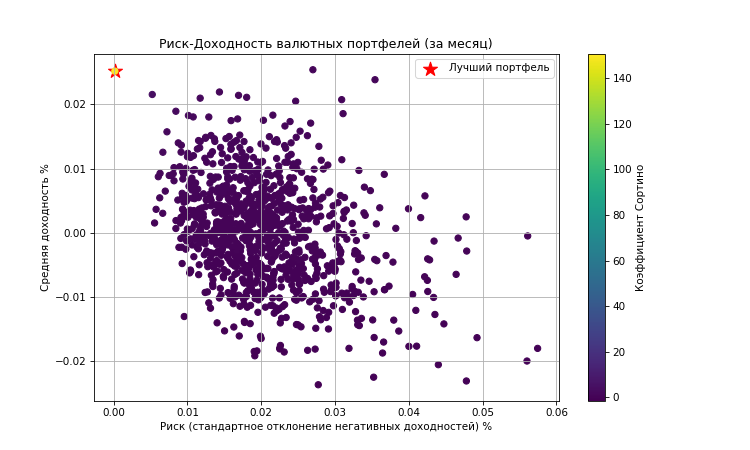 Риск-Доходность валютных портфелей (за месяц)
Лучший портфель
Средняя доходность %
0.02
0.01
0.00
−0.01
−0.02
0.00 0.01 0.02 0.03 0.04 0.05 0.06
Риск (стандартное отклонение негативных доходностей) %
140
120
100
80
60
40
20
0
Коэффициент Сортино